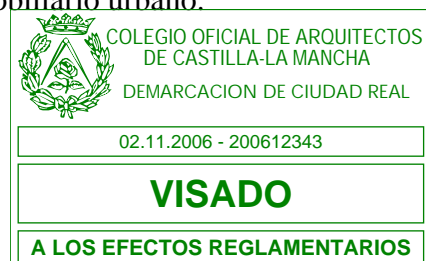 urbano.
COLEGIO OFICIAL DE ARQUITECTOS
DE CASTILLA-LA MANCHA
DEMARCACION DE CIUDAD REAL
02.11.2006 - 200612343
VISADO
A LOS EFECTOS REGLAMENTARIOS